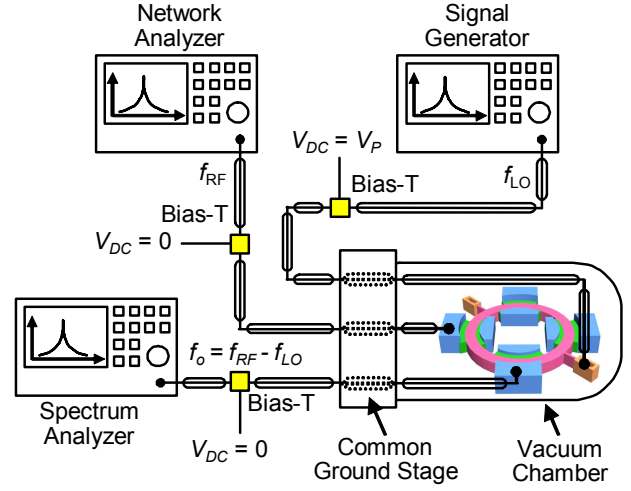 Network
Analyzer
Signal
Generator
V_DC = V_P
f_RF
Bias-T
f_LO
Bias-T
V_DC = 0
f_o = f_RF - f_LO
Bias-T
Spectrum
Analyzer
V_DC = 0
Common
Ground Stage
Vacuum
Chamber